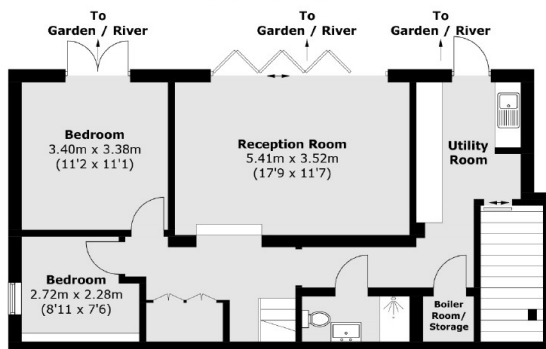 To
Garden / River
To
Garden / River
To
Garden / River
Bedroom
3.40m x 3.38m
(11'2 x 11'1)
Reception Room
5.41m x 3.52m
(17'9 x 11'7)
Utility
Room
Bedroom
2.72m x 2.28m
(8'11 x 7'6)
Boiler
Room/
Storage